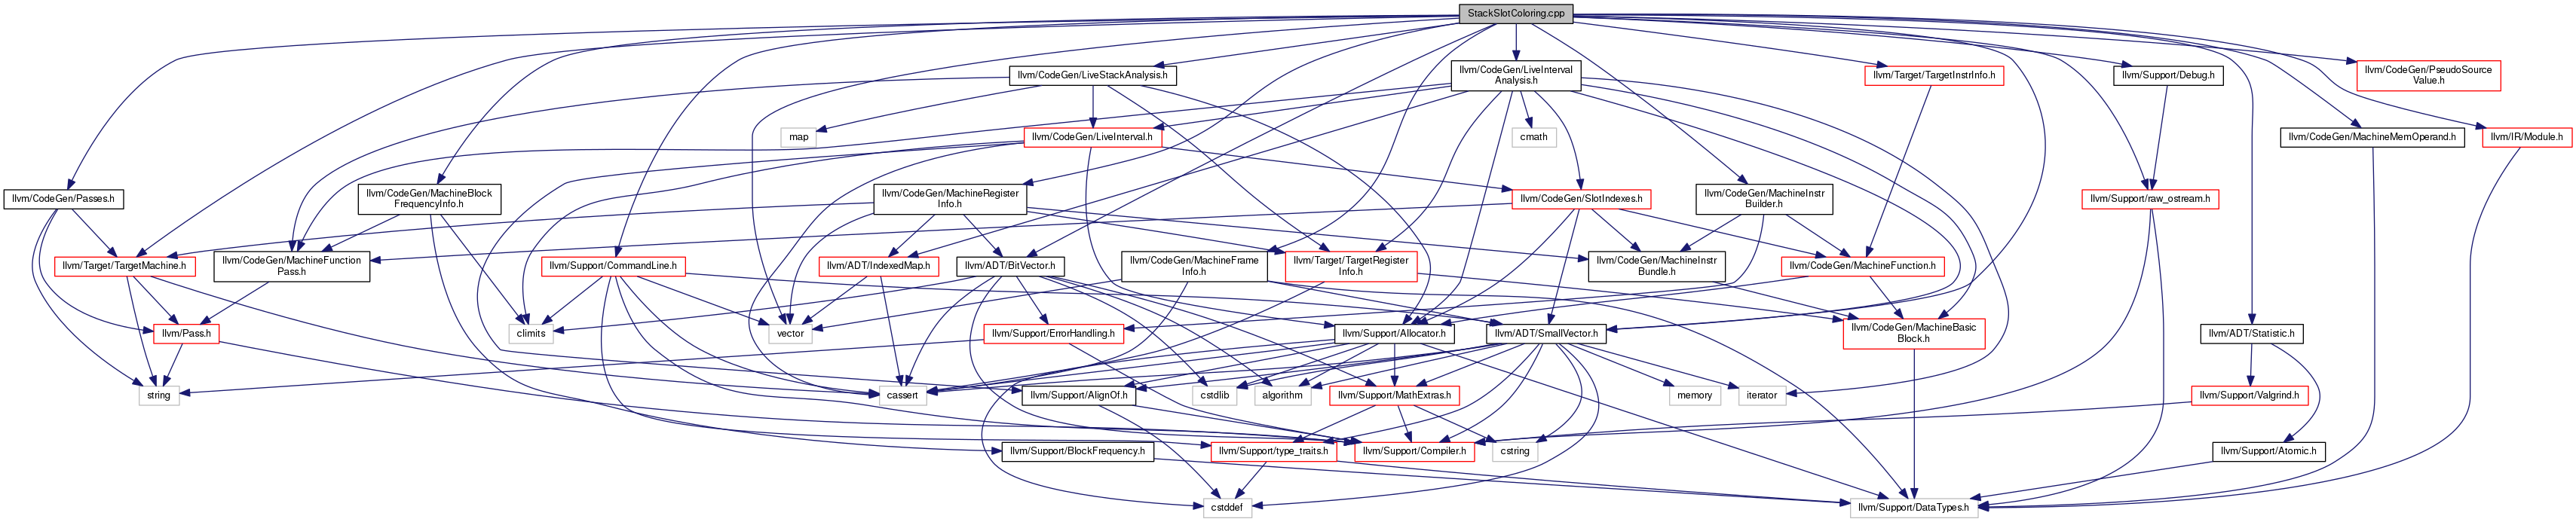 StackSlotColoring.cpp
llvm/CodeGen/LiveStackAnalysis.h
llvm/CodeGen/LiveInterval
Analysis.h
llvm/Target/TargetInstrInfo.h
llvm/Support/Debug.h
llvm/CodeGen/PseudoSource
Value.h
map
llvm/CodeGen/LiveInterval.h
cmath
llvm/CodeGen/MachineMemOperand.h
llvm/IR/Module.h
llvm/CodeGen/Passes.h
llvm/CodeGen/MachineBlock
FrequencyInfo.h
llvm/CodeGen/MachineRegister
Info.h
llvm/CodeGen/SlotIndexes.h
llvm/CodeGen/MachineInstr
Builder.h
llvm/Support/raw_ostream.h
llvm/Target/TargetMachine.h
llvm/CodeGen/MachineFunction
Pass.h
llvm/Support/CommandLine.h
llvm/ADT/IndexedMap.h
llvm/ADT/BitVector.h
llvm/CodeGen/MachineFrame
Info.h
llvm/Target/TargetRegister
Info.h
llvm/CodeGen/MachineInstr
Bundle.h
llvm/CodeGen/MachineFunction.h
llvm/Pass.h
climits
vector
llvm/Support/ErrorHandling.h
llvm/Support/Allocator.h
llvm/ADT/SmallVector.h
llvm/CodeGen/MachineBasic
Block.h
llvm/ADT/Statistic.h
string
cassert
llvm/Support/AlignOf.h
cstdlib
algorithm
llvm/Support/MathExtras.h
memory
iterator
llvm/Support/Valgrind.h
llvm/Support/BlockFrequency.h
llvm/Support/type_traits.h
llvm/Support/Compiler.h
cstring
llvm/Support/Atomic.h
cstddef
llvm/Support/DataTypes.h